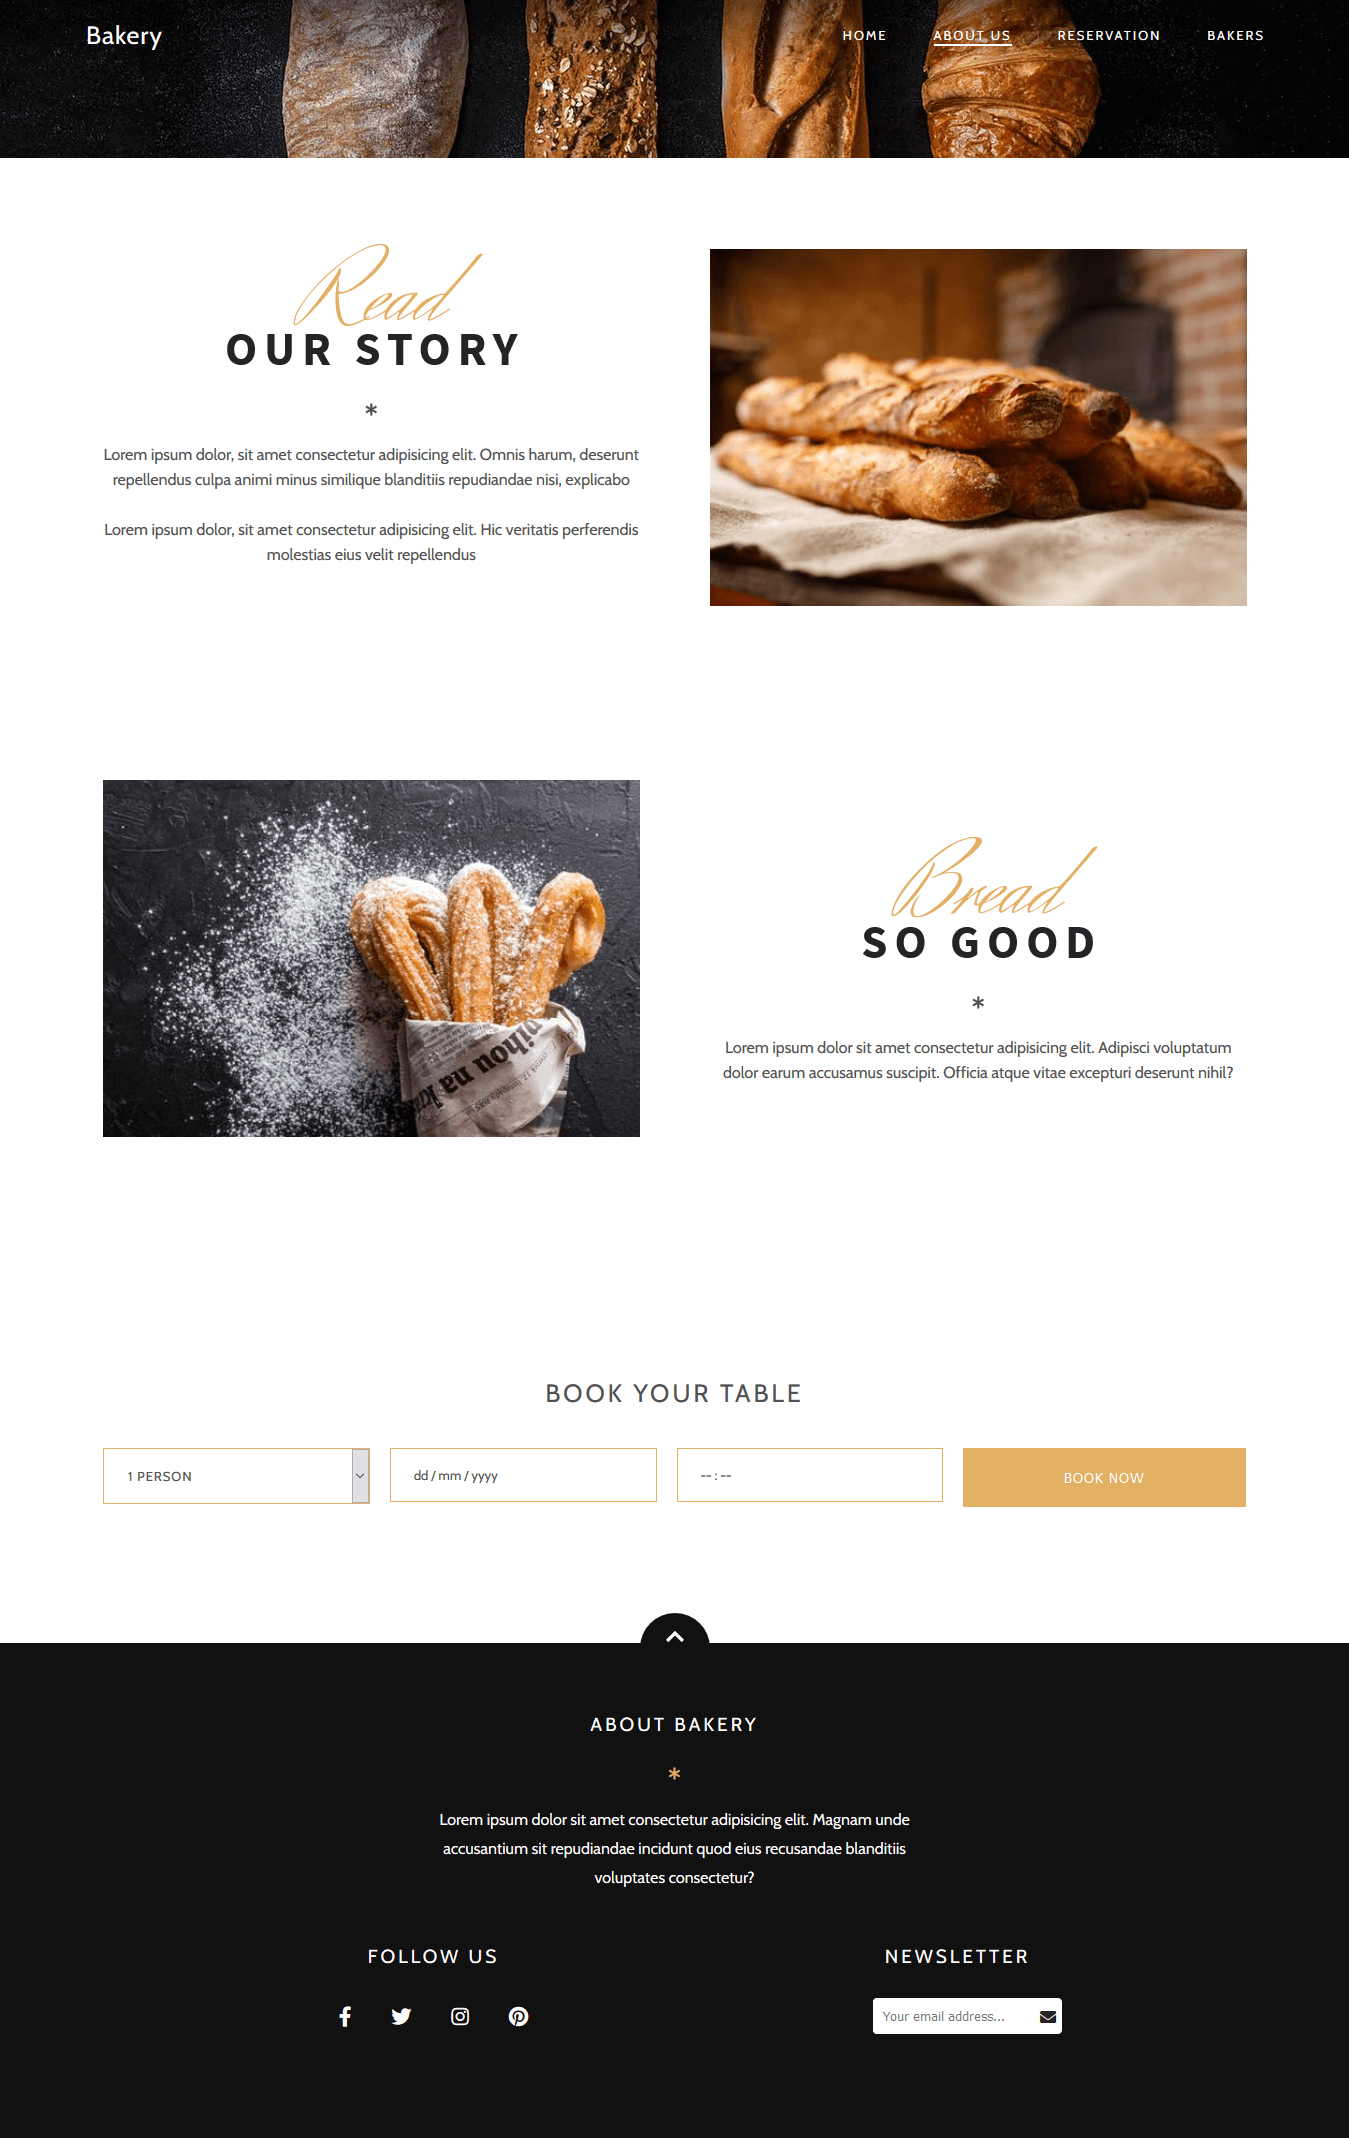 Bakery
HOME ABOUT US RESERVATION BAKERS
Read
OUR STORY
*
Lorem ipsum dolor, sit amet consectetur adipisicing elit. Omnis harum, deserunt
repellendus culpa animi minus similique blanditiis repudiandae nisi, explicabo
Lorem ipsum dolor, sit amet consectetur adipisicing elit. Hic veritatis perferendis
molestias eius velit repellendus
pihou na
Bread
SO GOOD
*
Lorem ipsum dolor sit amet consectetur adipisicing elit. Adipisci voluptatum
dolor earum accusamus suscipit. Officia atque vitae excepturi deserunt nihil?
BOOK YOUR TABLE
1 PERSON
dd / mm / yyyy
-- : --
BOOK NOW
ABOUT BAKERY
*
Lorem ipsum dolor sit amet consectetur adipisicing elit. Magnam unde
accusantium sit repudiandae incidunt quod eius recusandae blanditiis
voluptates consectetur?
FOLLOW US
NEWSLETTER
Your email address...